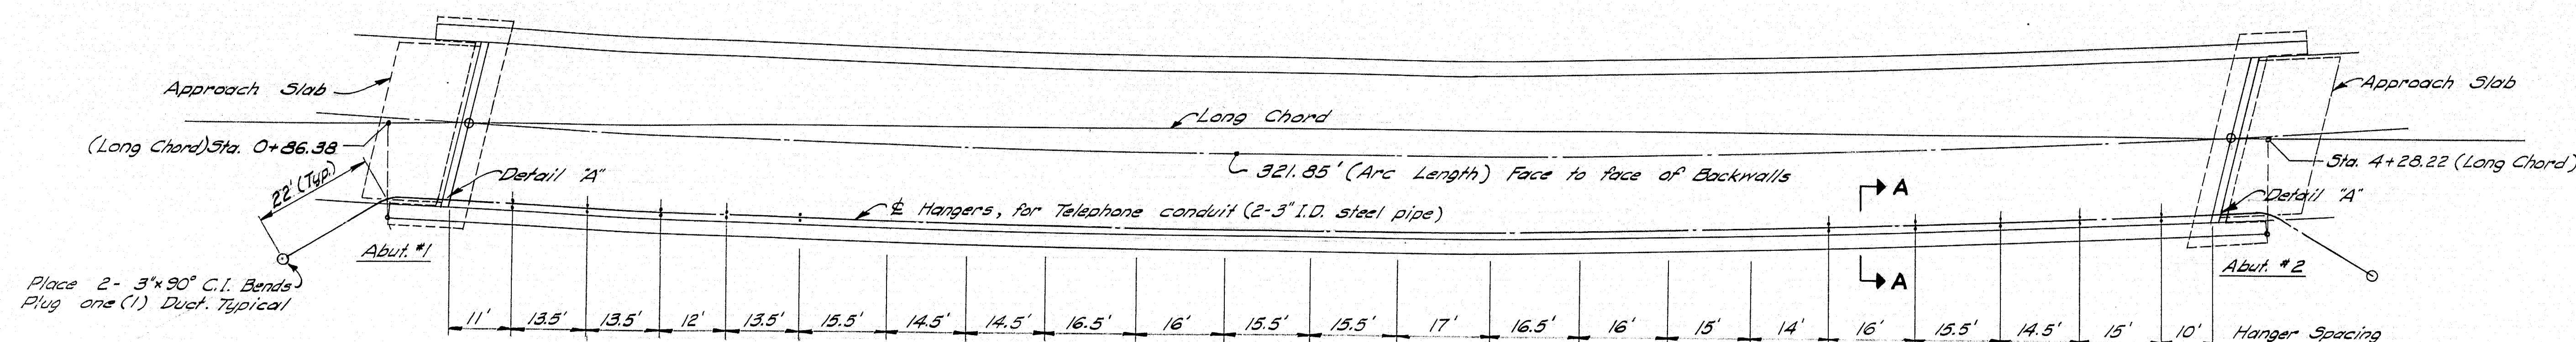 Approach Slab
Approach Slab
Long Chord
(Long Chord) Sta. 0+86.38
Sta. 4+28.22 (Long Chord)
321.85' (Arc Length) Face to face of Backwalls
Detail "A"
Detail "A"
22' (Typ.)
A
℄ Hangers, for Telephone conduit (2-3" I.D. steel pipe)
Abut. #1
Abut. #2
A
Place 2- 3"x90° C.I. Bends
Plug one (1) Duct. Typical
11' 13.5' 13.5' 12' 13.5' 15.5' 14.5' 14.5' 16.5' 16' 15.5' 15.5' 17' 16.5' 16' 15' 14' 16' 15.5' 14.5' 15' 10' Hanger Spacing